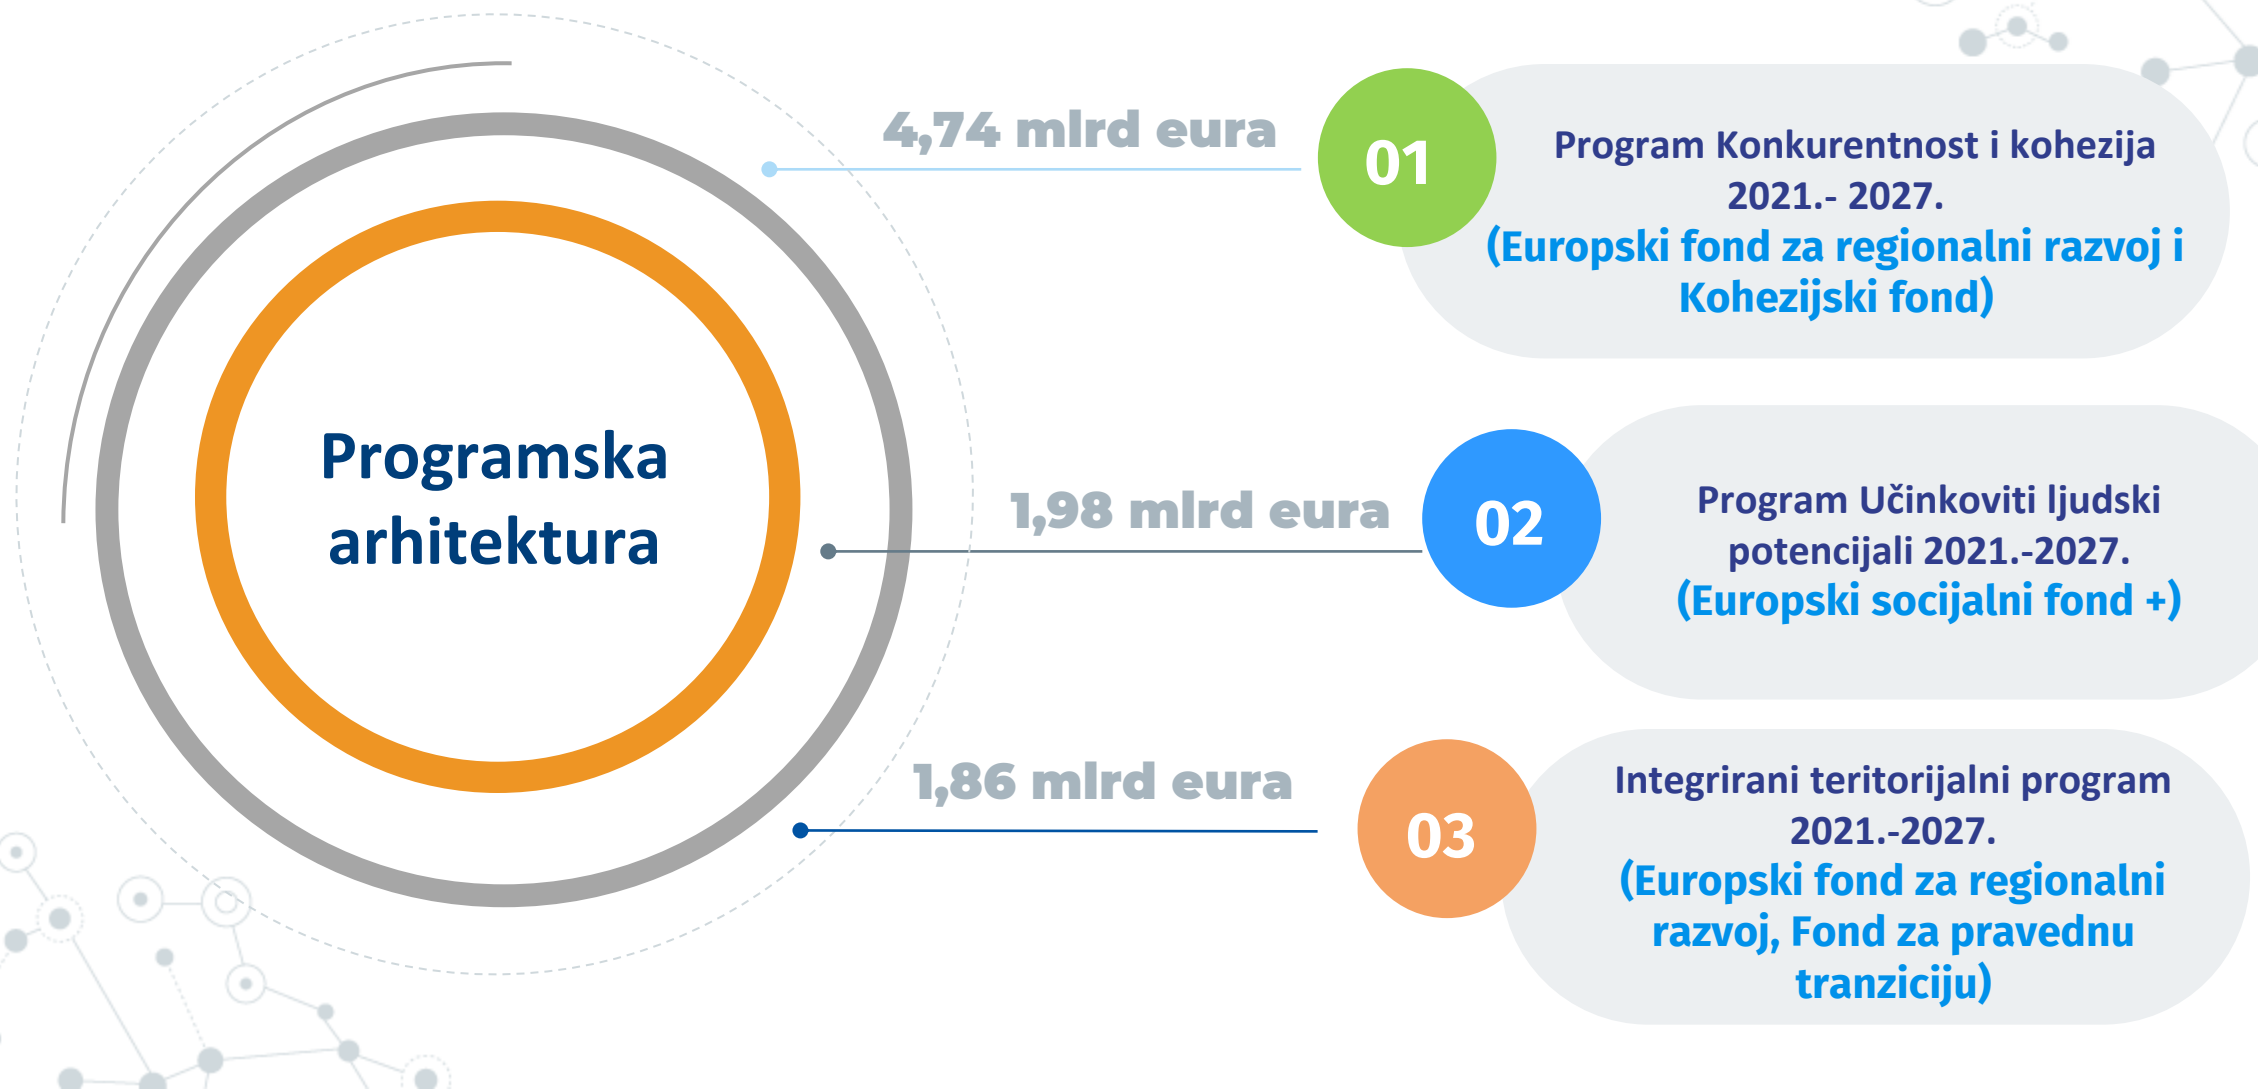 Programska
arhitektura
4,74 mlrd eura
01
Program Konkurentnost i kohezija
2021.- 2027.
(Europski fond za regionalni razvoj i
Kohezijski fond)
1,98 mlrd eura
02
Program Učinkoviti ljudski
potencijali 2021.-2027.
(Europski socijalni fond +)
1,86 mlrd eura
03
Integrirani teritorijalni program
2021.-2027.
(Europski fond za regionalni
razvoj, Fond za pravednu
tranziciju)